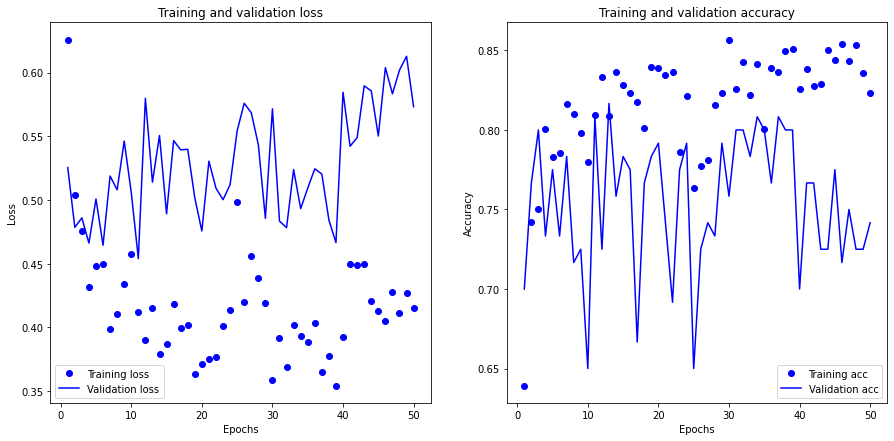 Training and validation loss
0.60
0.55
0.50
0.45
0.40
0.35
Loss
Training loss
Validation loss
0 10 20 30 40 50
Epochs
Training and validation accuracy
0.85
0.80
0.75
0.70
0.65
Accuracy
Training acc
Validation acc
0 10 20 30 40 50
Epochs